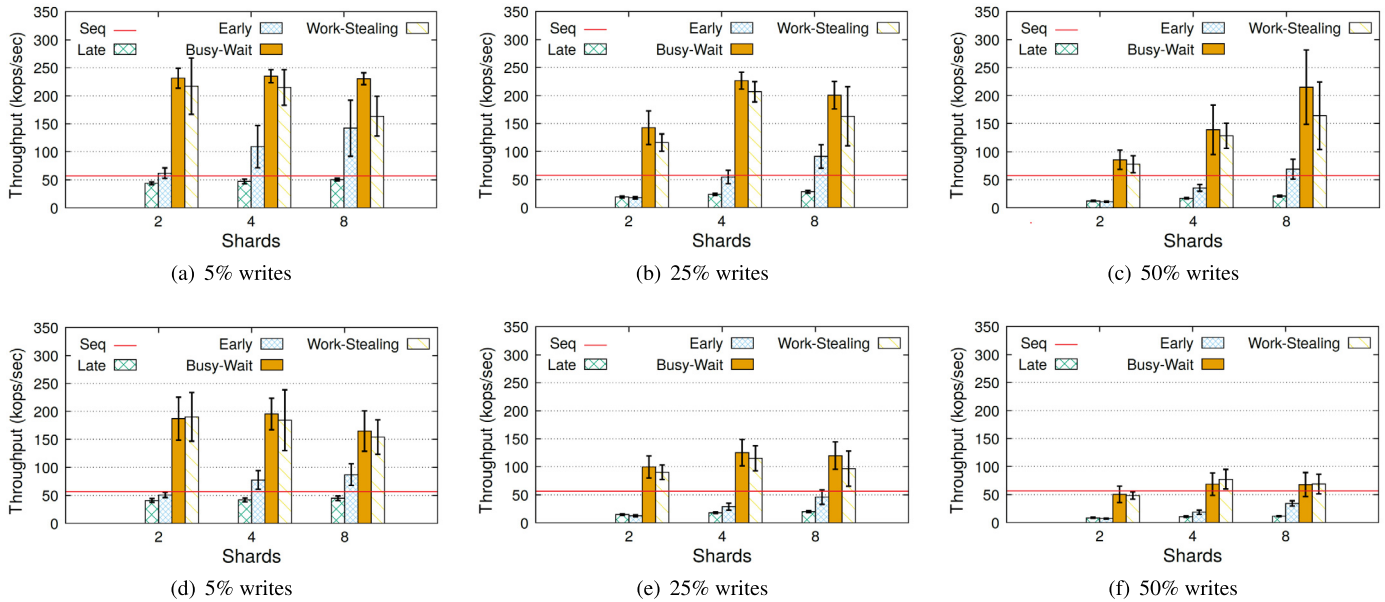 350
300
250
200
150
100
50
0
Throughput (kops/sec)
Seq
Late
Early
Busy-Wait
Work-Stealing
2
4
8
Shards
(a) 5% writes
350
300
250
200
150
100
50
0
Throughput (kops/sec)
Seq
Late
Early
Busy-Wait
Work-Stealing
2
4
8
Shards
(b) 25% writes
350
300
250
200
150
100
50
0
Throughput (kops/sec)
Seq
Late
Early
Busy-Wait
Work-Stealing
2
4
8
Shards
(c) 50% writes
350
300
250
200
150
100
50
0
Throughput (kops/sec)
Seq
Late
Early
Busy-Wait
Work-Stealing
2
4
8
Shards
(d) 5% writes
350
300
250
200
150
100
50
0
Throughput (kops/sec)
Seq
Late
Early
Busy-Wait
Work-Stealing
2
4
8
Shards
(e) 25% writes
350
300
250
200
150
100
50
0
Throughput (kops/sec)
Seq
Late
Early
Busy-Wait
Work-Stealing
2
4
8
Shards
(f) 50% writes